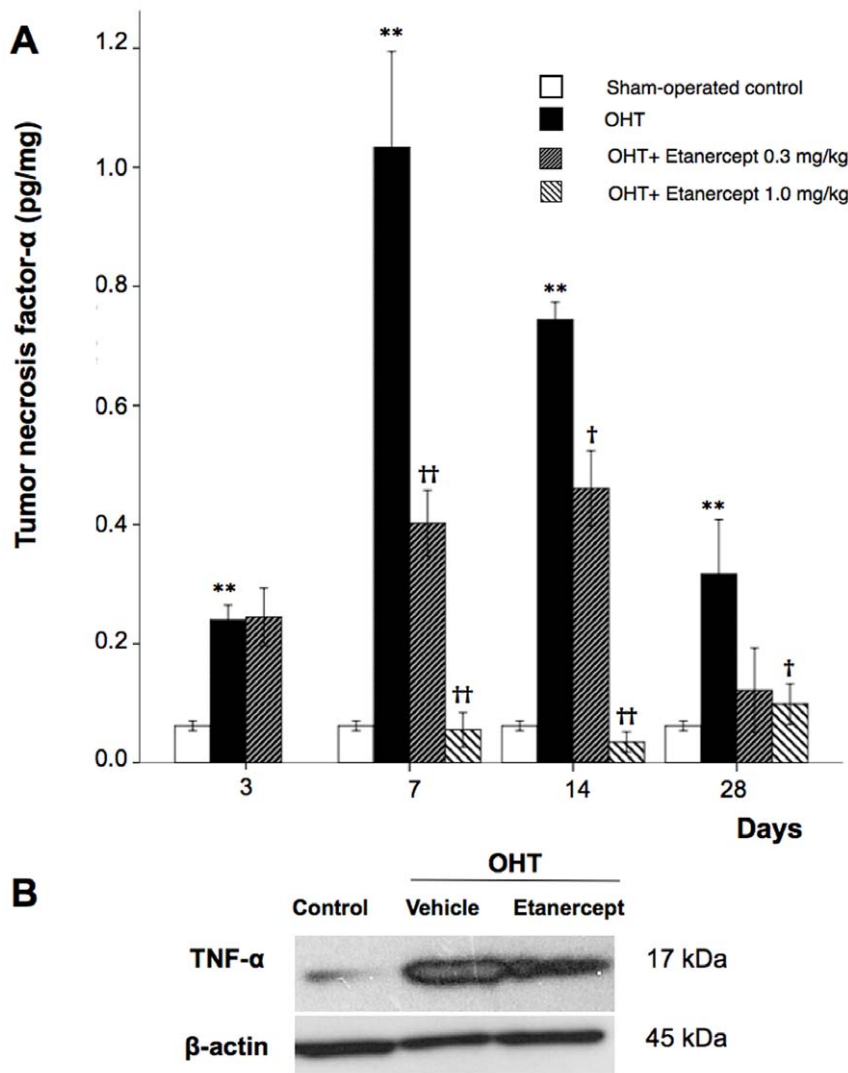 A
Tumor necrosis factor-α (pg/mg)
1.2
1.0
0.8
0.6
0.4
0.2
0.0
Sham-operated control
OHT
OHT+ Etanercept 0.3 mg/kg
OHT+ Etanercept 1.0 mg/kg
**
**
**
**
††
††
†
††
†
3
7
14
28
Days
B
OHT
Control Vehicle Etanercept
TNF-α 17 kDa
β-actin 45 kDa